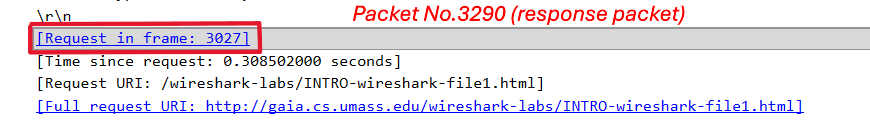 \r\n
Packet No.3290 (response packet)
[Request in frame: 3027]
[Time since request: 0.308502000 seconds]
[Request URI: /wireshark-labs/INTRO-wireshark-file1.html]
[Full request URI: http://gaia.cs.umass.edu/wireshark-labs/INTRO-wireshark-file1.html]